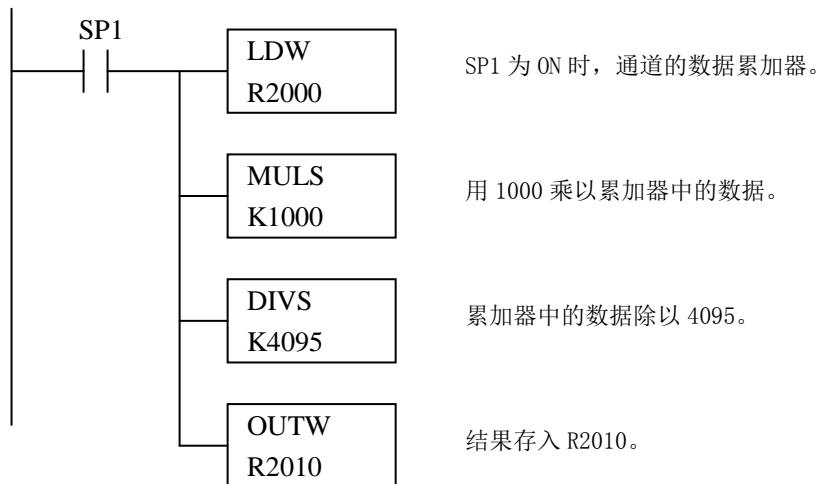 SP1
LDW
R2000
SP1 为 ON 时，通道的数据累加器。
MULS
K1000
用 1000 乘以累加器中的数据。
DIVS
K4095
累加器中的数据除以 4095。
OUTW
R2010
结果存入 R2010。